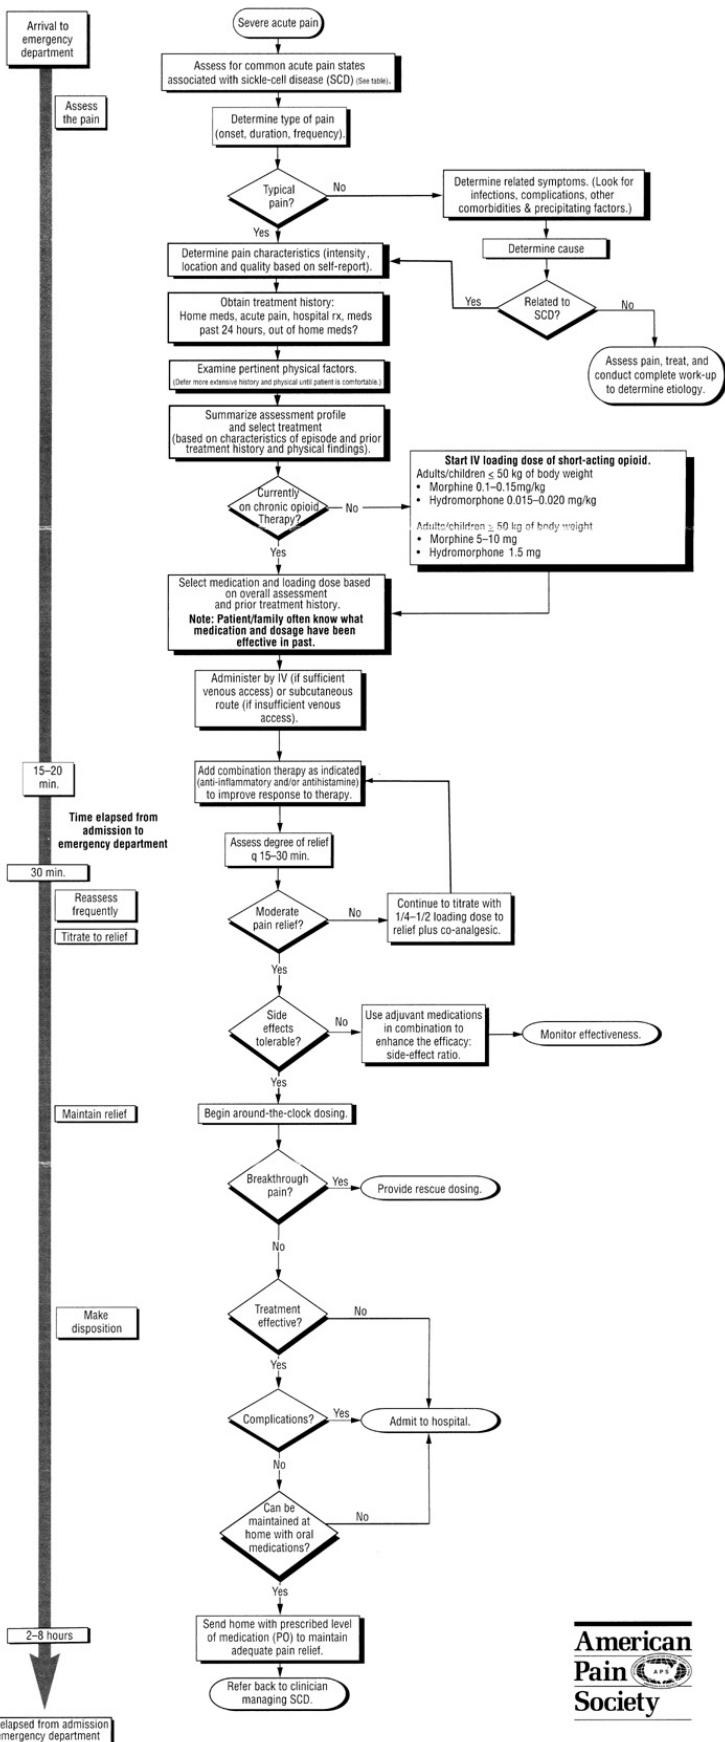 Arrival to
emergency
department
Severe acute pain
Assess for common acute pain states
associated with sickle-cell disease (SCD) (See table).
Assess
the pain
Determine type of pain
(onset, duration, frequency).
Typical
pain?
No
Determine related symptoms. (Look for
infections, complications, other
comorbidities & precipitating factors.)
Yes
Determine pain characteristics (intensity,
location and quality based on self-report).
Determine cause
Obtain treatment history:
Home meds, acute pain, hospital rx, meds
past 24 hours, out of home meds?
Yes
Related to
SCD?
No
Examine pertinent physical factors.
(Defer more extensive history and physical until patient is comfortable.)
Assess pain, treat, and
conduct complete work-up
to determine etiology.
Summarize assessment profile
and select treatment
(based on characteristics of episode and prior
treatment history and physical findings).
Currently
on chronic opioid
Therapy?
No
Start IV loading dose of short-acting opioid.
Adults/children ≤ 50 kg of body weight
• Morphine 0.1–0.15mg/kg
• Hydromorphone 0.015–0.020 mg/kg
Adults/children ≥ 50 kg of body weight
• Morphine 5–10 mg
• Hydromorphone 1.5 mg
Yes
Select medication and loading dose based
on overall assessment
and prior treatment history.
Note: Patient/family often know what
medication and dosage have been
effective in past.
Administer by IV (if sufficient
venous access) or subcutaneous
route (if insufficient venous
access).
15–20
min.
Add combination therapy as indicated
(anti-inflammatory and/or antihistamine)
to improve response to therapy.
Time elapsed from
admission to
emergency department
Assess degree of relief
q 15–30 min.
30 min.
Reassess
frequently
Moderate
pain relief?
No
Continue to titrate with
1/4–1/2 loading dose to
relief plus co-analgesic.
Titrate to relief
Yes
Side
effects
tolerable?
No
Use adjuvant medications
in combination to
enhance the efficacy:
side-effect ratio.
Monitor effectiveness.
Yes
Maintain relief
Begin around-the-clock dosing.
Breakthrough
pain?
Yes
Provide rescue dosing.
No
Make
disposition
Treatment
effective?
No
Yes
Complications?
Yes
Admit to hospital.
No
Can be
maintained at
home with oral
medications?
No
Yes
Send home with prescribed level
of medication (PO) to maintain
adequate pain relief.
2–8 hours
Refer back to clinician
managing SCD.
elapsed from admission
emergency department
American
Pain
APS
Society